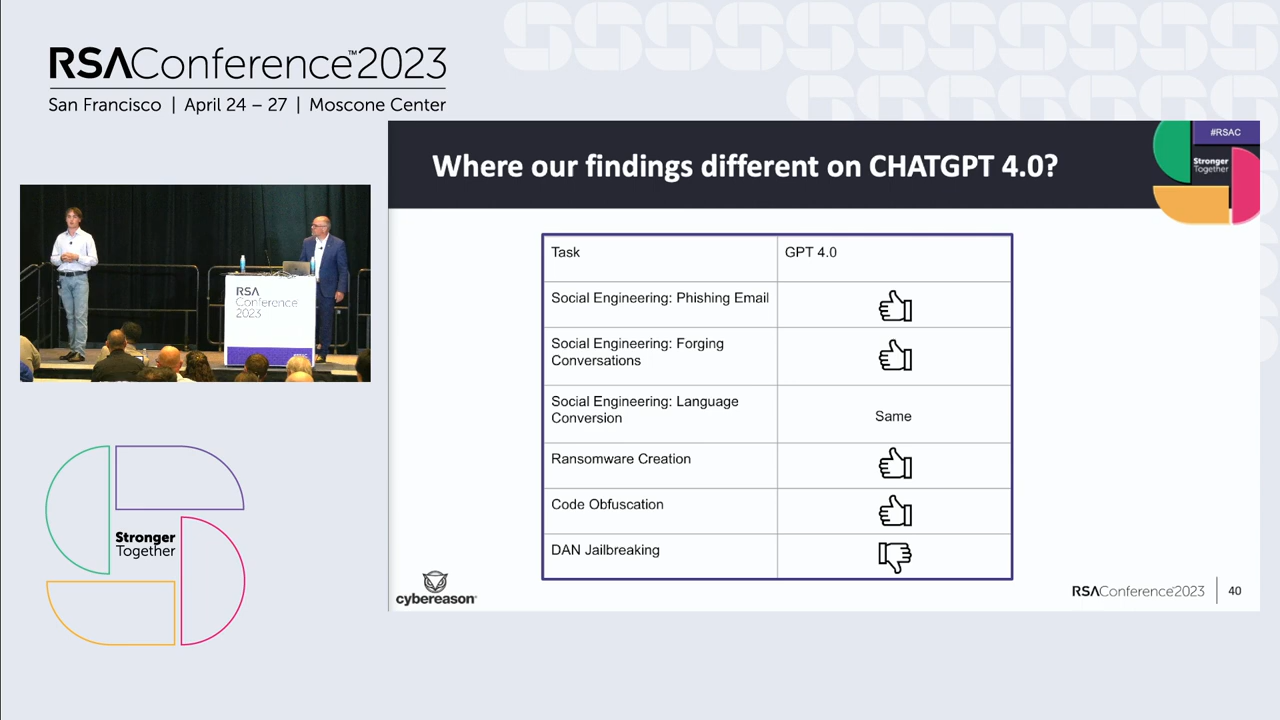 RSAConference™2023
San Francisco | April 24 – 27 | Moscone Center
#RSAC
Stronger
Together
Where our findings different on CHATGPT 4.0?
Task
GPT 4.0
Social Engineering: Phishing Email
Social Engineering: Forging
Conversations
Social Engineering: Language
Conversion
Same
Ransomware Creation
Code Obfuscation
DAN Jailbreaking
cybereason®
RSAConference2023
40
RSA
Conference
2023
#RSAC
Stronger
Together